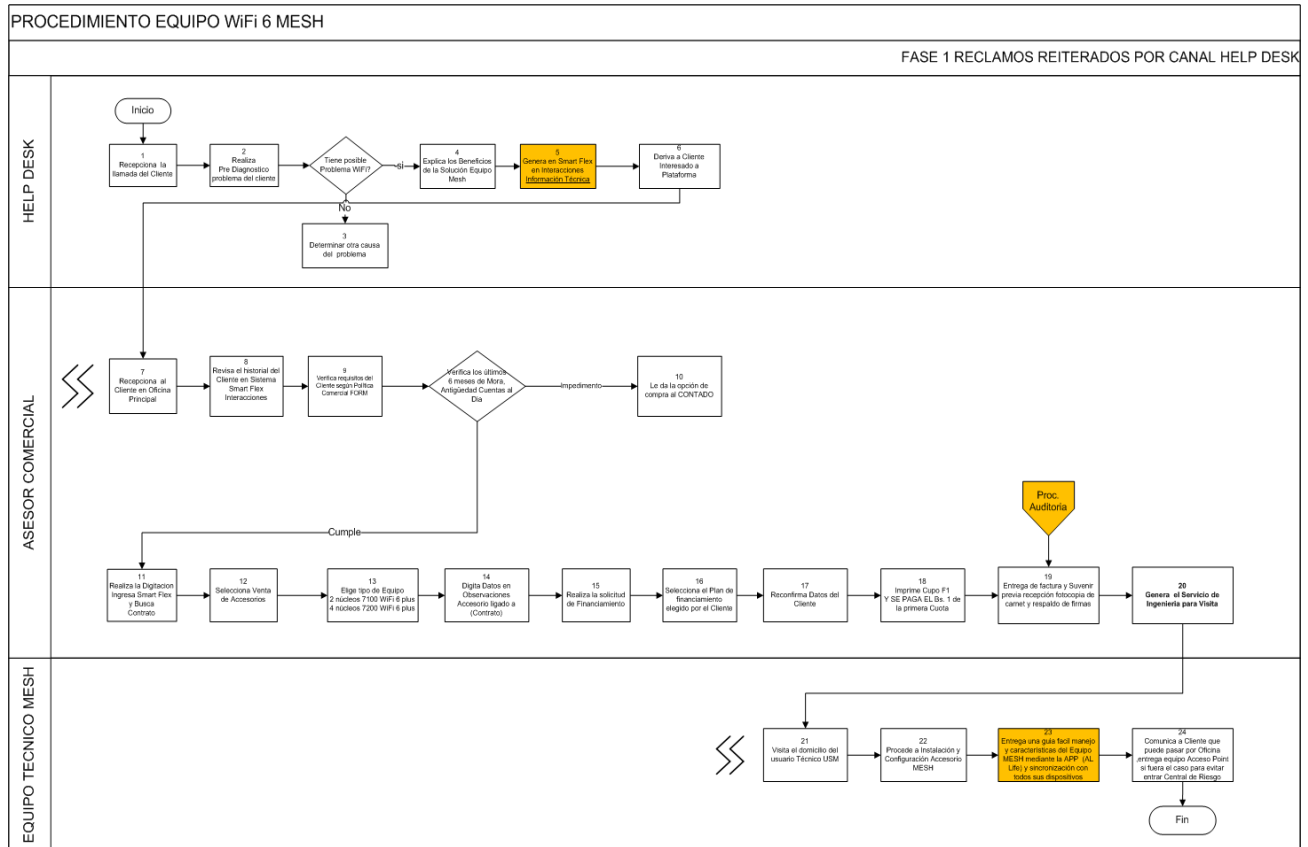 PROCEDIMIENTO EQUIPO WiFi 6 MESH
FASE 1 RECLAMOS REITERADOS POR CANAL HELP DESK
HELP DESK
Inicio
1
Recepciona la
llamada del Cliente
2
Realiza
Pre Diagnostico
problema del cliente
Tiene posible
Problema WiFi?
si
4
Explica los Beneficios
de la Solución Equipo
Mesh
5
Genera en Smart Flex
en Interacciones
Información Técnica
6
Deriva a Cliente
Interesado a
Plataforma
No
3
Determinar otra causa
del problema
ASESOR COMERCIAL
7
Recepciona al
Cliente en Oficina
Principal
8
Revisa el historial del
Cliente en Sistema
Smart Flex
Interacciones
9
Verifica requisitos del
Cliente según Política
Comercial FORM
Verifica los últimos
6 meses de Mora,
Antigüedad Cuentas al
Dia
Impedimento
10
Le da la opción de
compra al CONTADO
Cumple
Proc.
Auditoria
11
Realiza la Digitacion
Ingresa Smart Flex
y Busca
Contrato
12
Selecciona Venta
de Accesorios
13
Elige tipo de Equipo
2 núcleos 7100 WiFi 6 plus
4 núcleos 7200 WiFi 6 plus
14
Digita Datos en
Observaciones
Accesorio ligado a
(Contrato)
15
Realiza la solicitud
de Financiamiento
16
Selecciona el Plan de
financiamiento
elegido por el Cliente
17
Reconfirma Datos del
Cliente
18
Imprime Cupo F1
Y SE PAGA EL Bs. 1 de
la primera Cuota
19
Entrega de factura y Suvenir
previa recepción fotocopia de
carnet y respaldo de firmas
20
Genera el Servicio de
Ingeniería para Visita
EQUIPO TECNICO MESH
21
Visita el domicilio del
usuario Técnico USM
22
Procede a Instalación y
Configuración Accesorio
MESH
23
Entrega una guia facil manejo
y caracteristicas del Equipo
MESH mediante la APP (AL
Life) y sincronización con
todos sus dispositivos
24
Comunica a Cliente que
puede pasar por Oficina
,entrega equipo Acceso Point
si fuera el caso para evitar
entrar Central de Riesgo
Fin